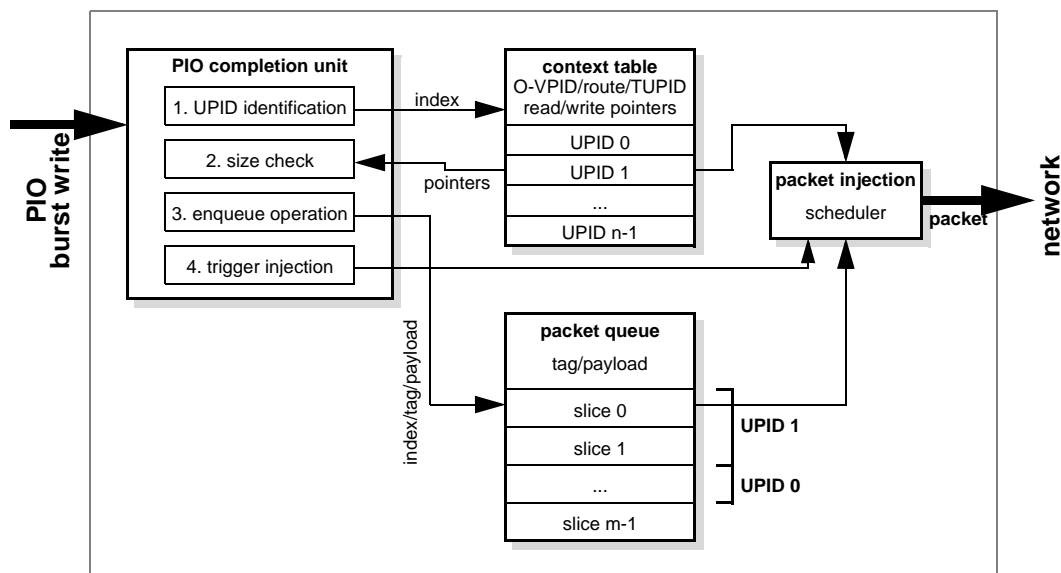 PIO
burst write
PIO completion unit
1. UPID identification
2. size check
3. enqueue operation
4. trigger injection
index
pointers
index/tag/payload
context table
O-VPID/route/TUPID
read/write pointers
UPID 0
UPID 1
...
UPID n-1
packet injection
scheduler
packet
network
packet queue
tag/payload
slice 0
slice 1
...
slice m-1
UPID 1
UPID 0